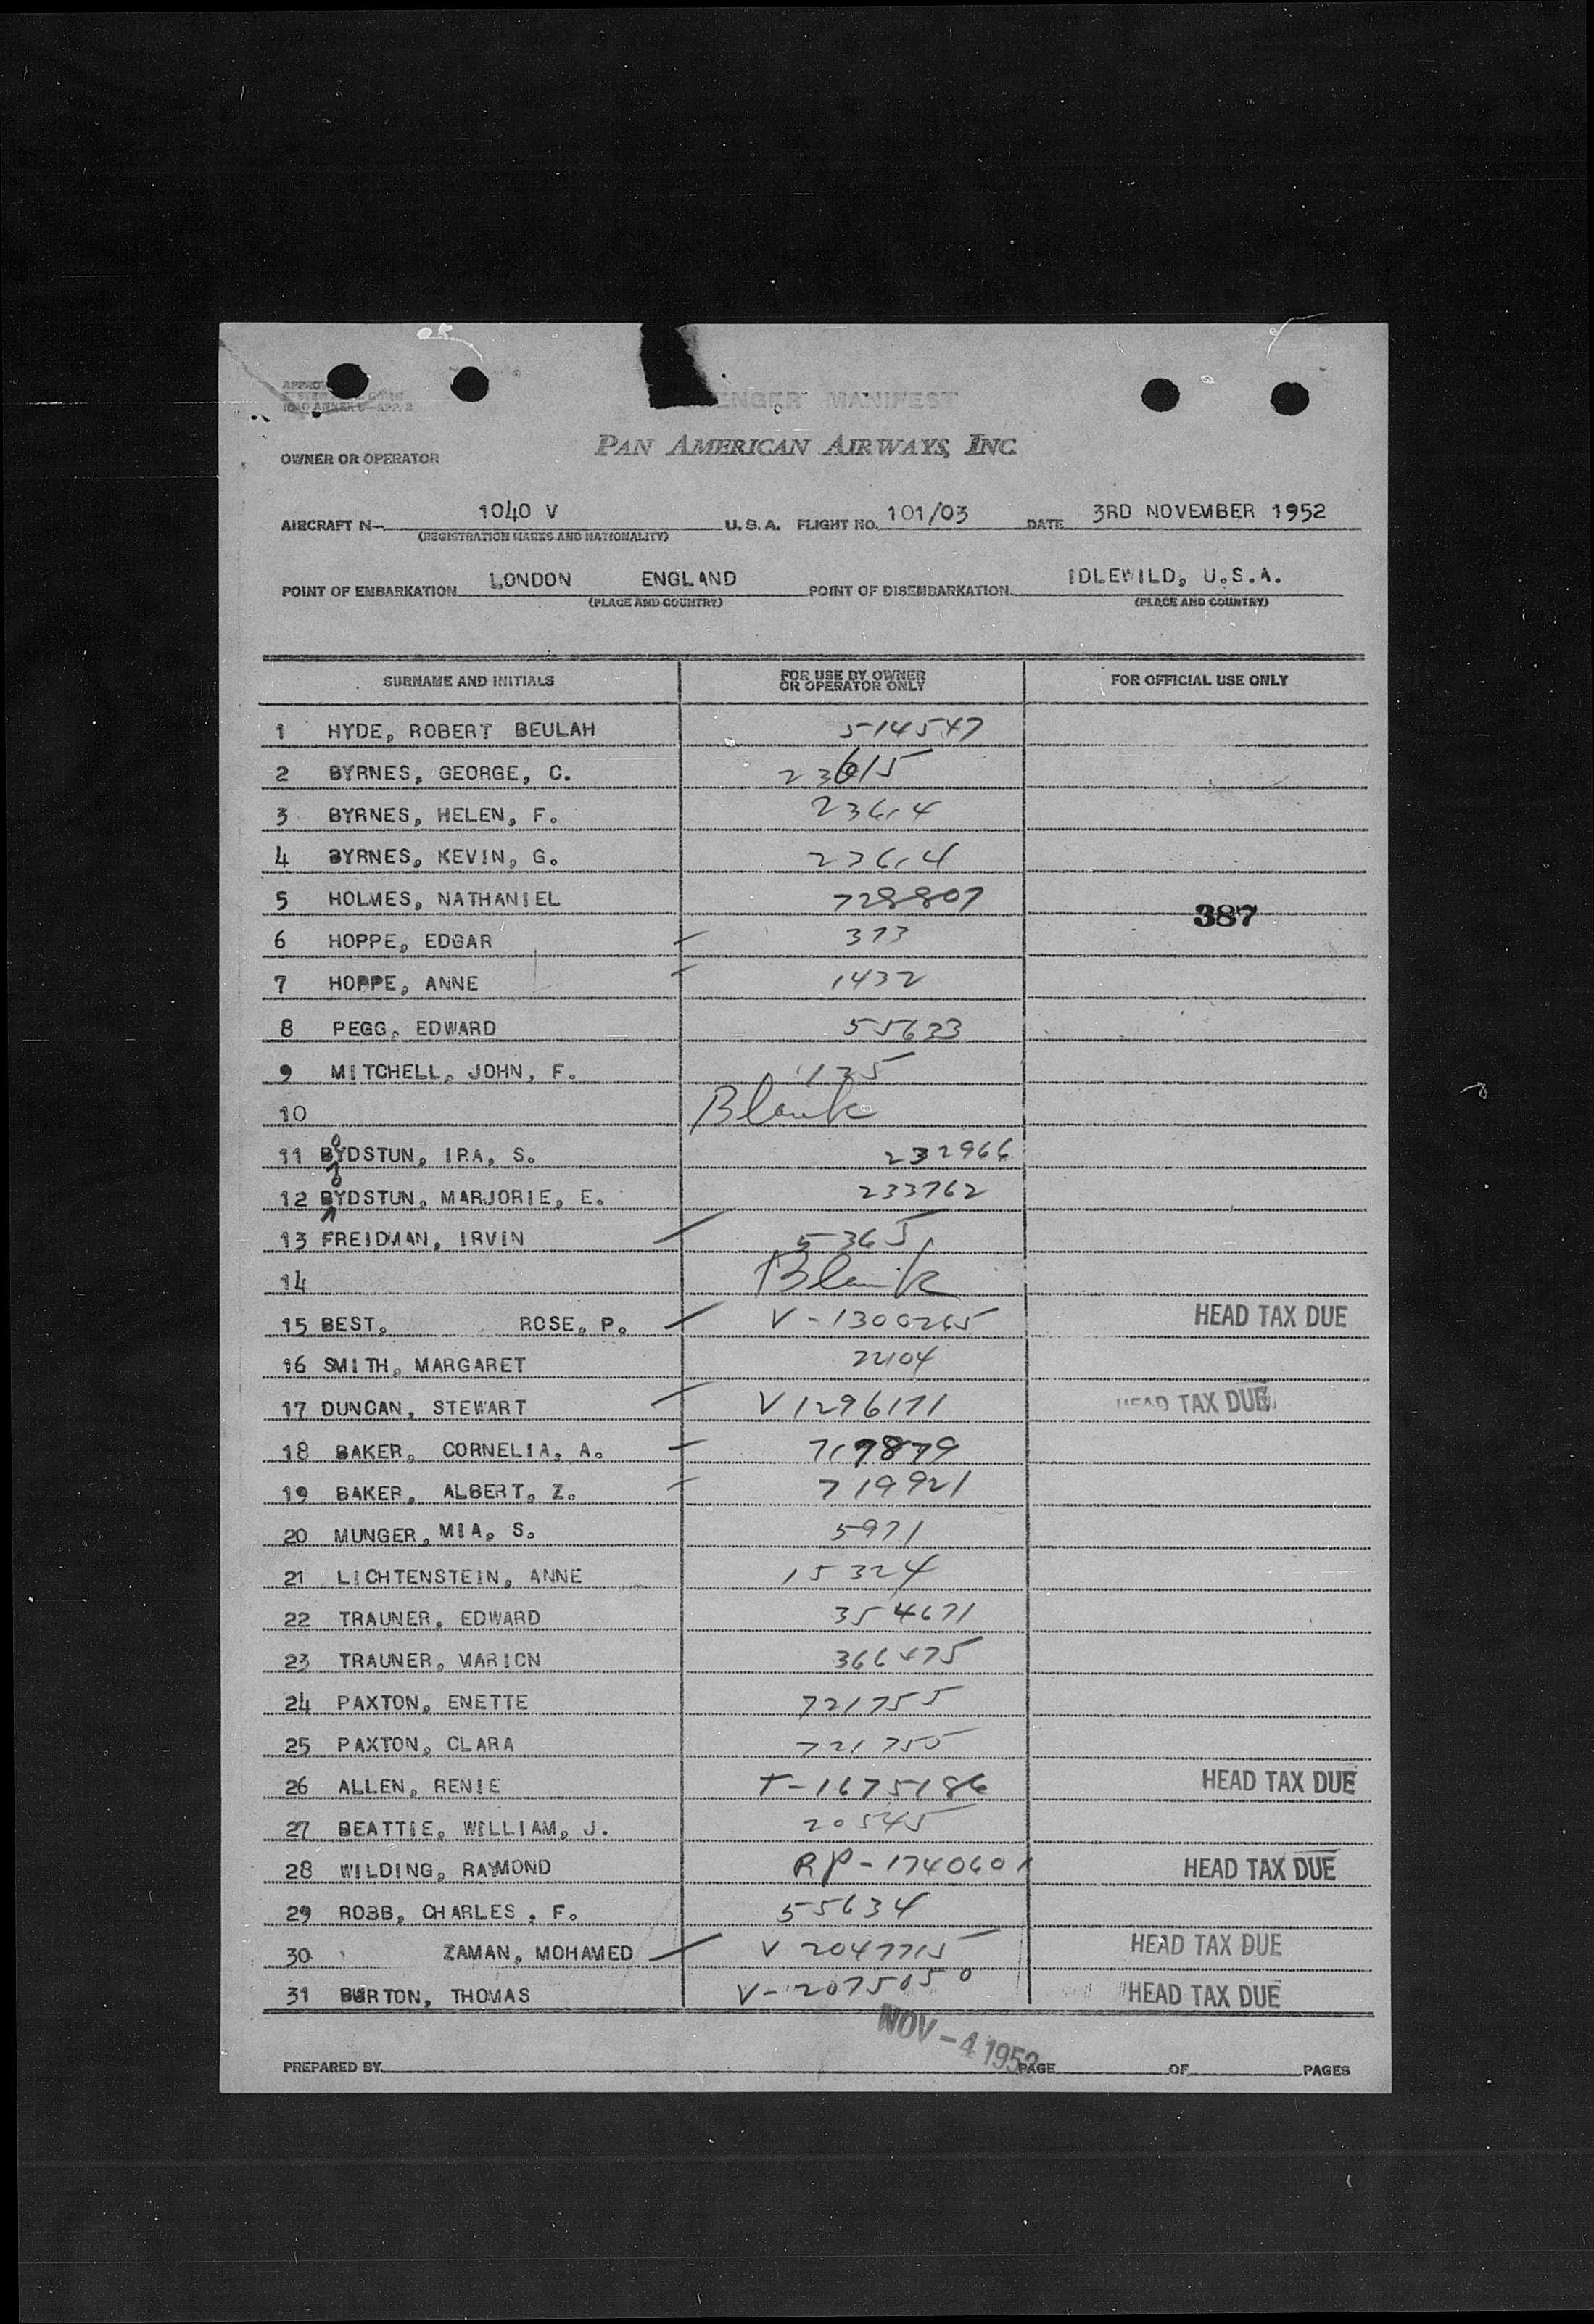 MANIFEST
PAN AMERICAN AIRWAYS, INC.
OWNER OR OPERATOR
AIRCRAFT N- 1040 V U. S. A. FLIGHT NO. 101/03 DATE 3RD NOVEMBER 1952
(REGISTRATION MARKS AND NATIONALITY)
POINT OF EMBARKATION LONDON ENGLAND POINT OF DISEMBARKATION IDLEWILD, U.S.A.
(PLACE AND COUNTRY) (PLACE AND COUNTRY)
SURNAME AND INITIALS FOR USE BY OWNER OR OPERATOR ONLY FOR OFFICIAL USE ONLY
1 HYDE, ROBERT BEULAH 514547
2 BYRNES, GEORGE, C. 23615
3 BYRNES, HELEN, F. 23614
4 BYRNES, KEVIN, G. 23614
5 HOLMES, NATHANIEL 728807
387
6 HOPPE, EDGAR 373
7 HOPPE, ANNE 1432
8 PEGG, EDWARD 55633
9 MITCHELL, JOHN, F. 135
10 Blank
11 BOYDSTUN, IRA, S. 232966
12 BOYDSTUN, MARJORIE, E. 233762
13 FREIDMAN, IRVIN 5365
14 Blank
15 BEST, ROSE, P. V-1300265 HEAD TAX DUE
16 SMITH, MARGARET 22104
17 DUNCAN, STEWART V1296171 HEAD TAX DUE
18 BAKER, CORNELIA, A. 717879
19 BAKER, ALBERT, Z. 719921
20 MUNGER, MIA, S. 5971
21 LICHTENSTEIN, ANNE 15324
22 TRAUNER, EDWARD 354671
23 TRAUNER, MARION 366475
24 PAXTON, ENETTE 721755
25 PAXTON, CLARA 721750
26 ALLEN, RENIE T-1675186 HEAD TAX DUE
27 BEATTIE, WILLIAM, J. 20545
28 WILDING, RAYMOND RP-1740601 HEAD TAX DUE
29 ROBB, CHARLES, F. 55634
30 ZAMAN, MOHAMED V 2047715 HEAD TAX DUE
31 BURTON, THOMAS V-2075050 HEAD TAX DUE
NOV -4 1952
PREPARED BY PAGE OF PAGES